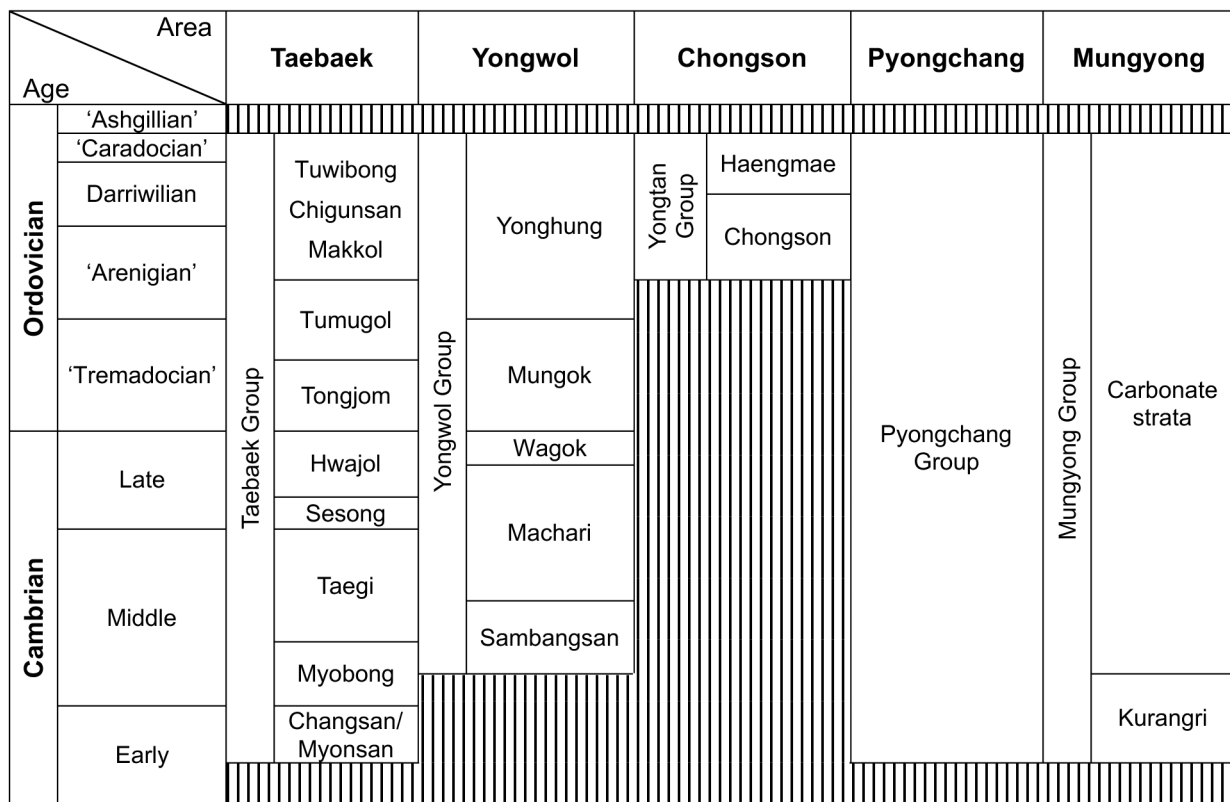 Area
Age
Taebaek
Yongwol
Chongson
Pyongchang
Mungyong
Ordovician
‘Ashgillian’
‘Caradocian’
Darriwilian
‘Arenigian’
‘Tremadocian’
Cambrian
Late
Middle
Early
Taebaek Group
Tuwibong
Chigunsan
Makkol
Tumugol
Tongjom
Hwajol
Sesong
Taegi
Myobong
Changsan/
Myonsan
Yongwol Group
Yonghung
Mungok
Wagok
Machari
Sambangsan
Yongtan
Group
Haengmae
Chongson
Pyongchang
Group
Mungyong Group
Carbonate
strata
Kurangri